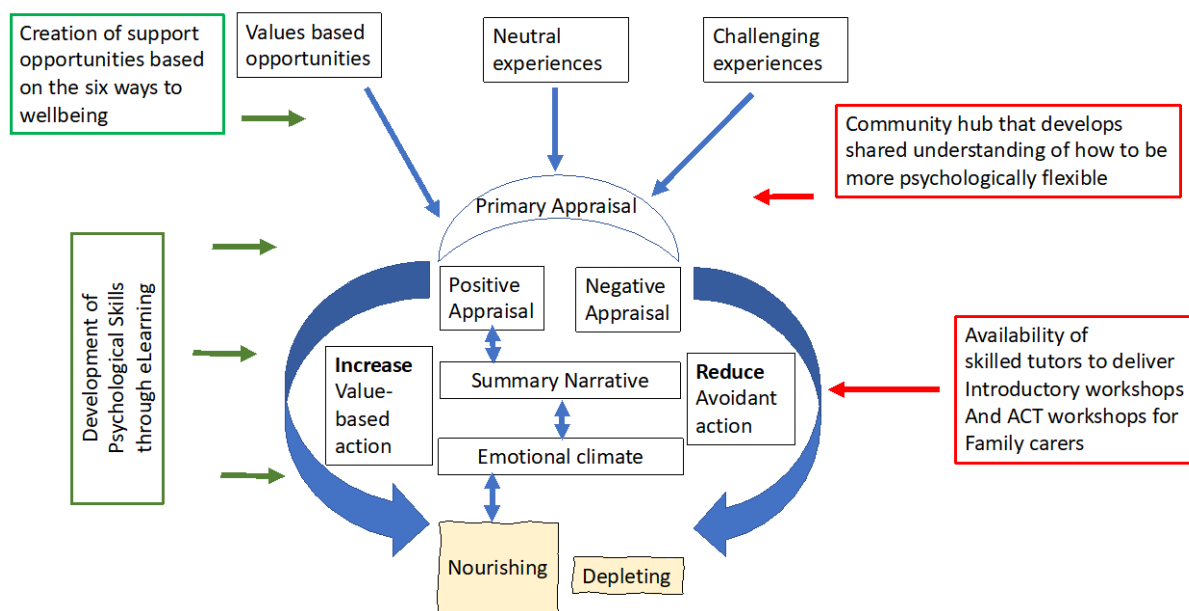 Creation of support
opportunities based
on the six ways to
wellbeing
Values based
opportunities
Neutral
experiences
Challenging
experiences
Community hub that develops
shared understanding of how to be
more psychologically flexible
Primary Appraisal
Development of
Psychological Skills
through eLearning
Positive
Appraisal
Negative
Appraisal
Increase
Value-
based
action
Summary Narrative
Reduce
Avoidant
action
Availability of
skilled tutors to deliver
Introductory workshops
And ACT workshops for
Family carers
Emotional climate
Nourishing
Depleting